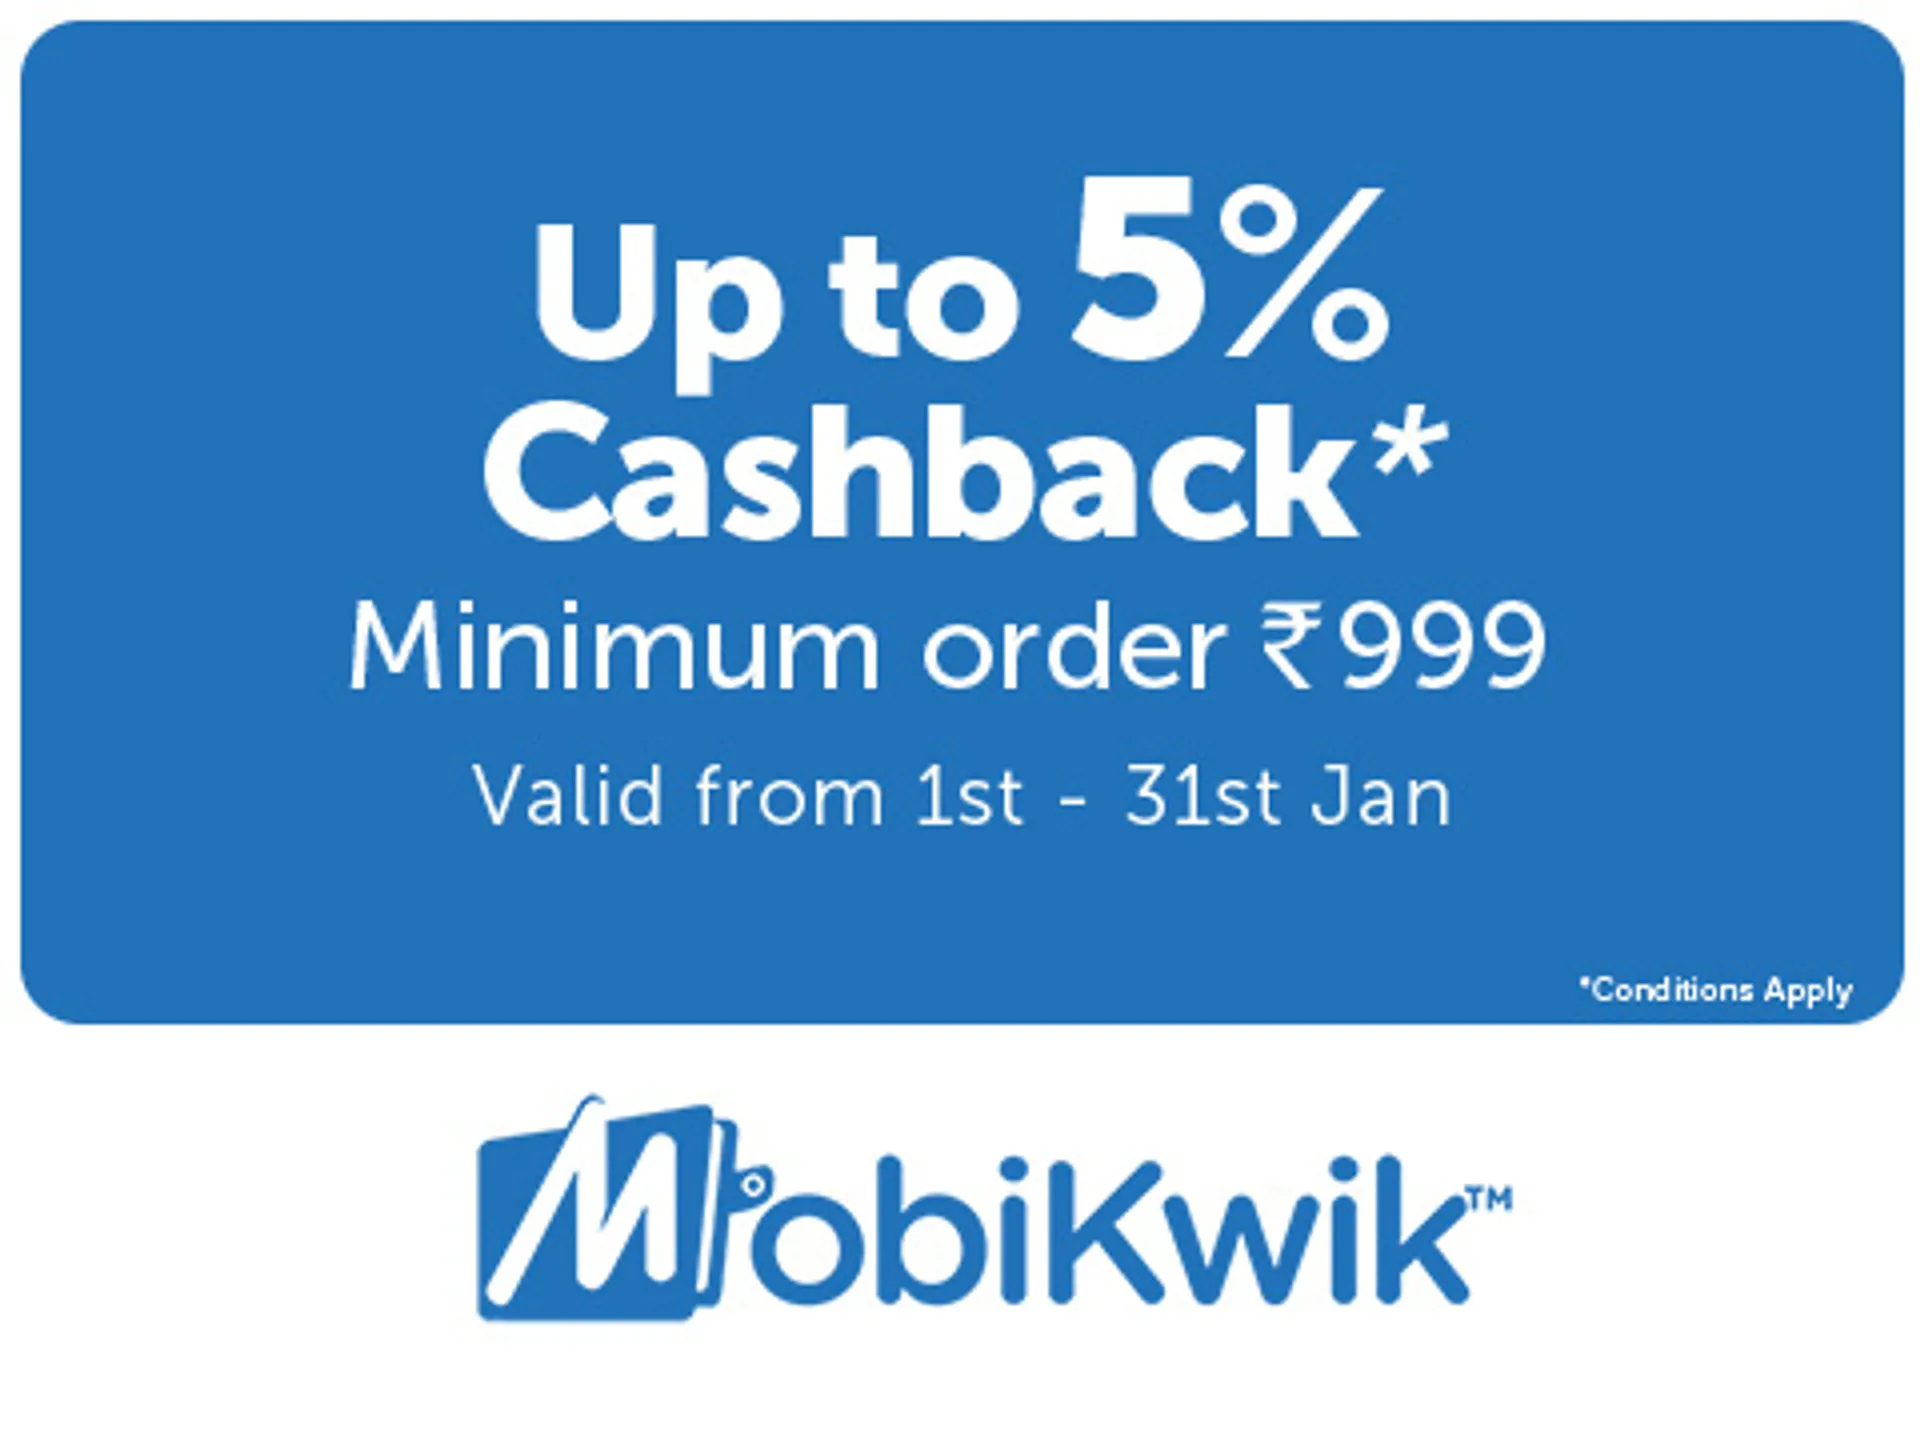 Up to 5%
Cashback*
Minimum order ₹999
Valid from 1st - 31st Jan
*Conditions Apply
MobiKwik™